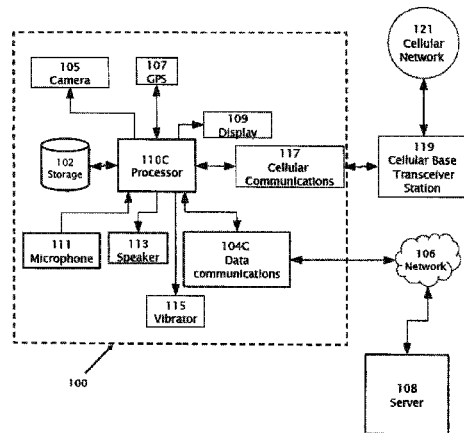 121
Cellular
Network
105
Camera
107
GPS
109
Display
102
Storage
110C
Processor
117
Cellular
Communications
119
Cellular Base
Transceiver
Station
111
Microphone
113
Speaker
104C
Data
communications
106
Network
115
Vibrator
100
108
Server